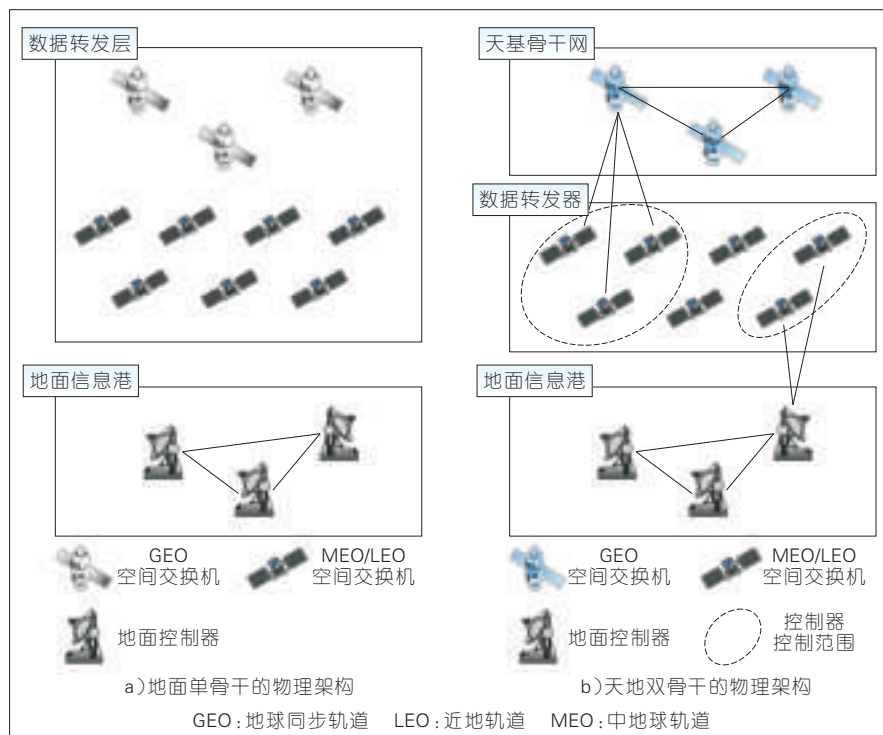 数据转发层
天基骨干网
数据转发器
地面信息港
地面信息港
GEO
空间交换机
MEO/LEO
空间交换机
地面控制器
GEO
空间交换机
MEO/LEO
空间交换机
地面控制器
控制器
控制范围
a)地面单骨干的物理架构
b)天地双骨干的物理架构
GEO:地球同步轨道 LEO:近地轨道 MEO:中地球轨道